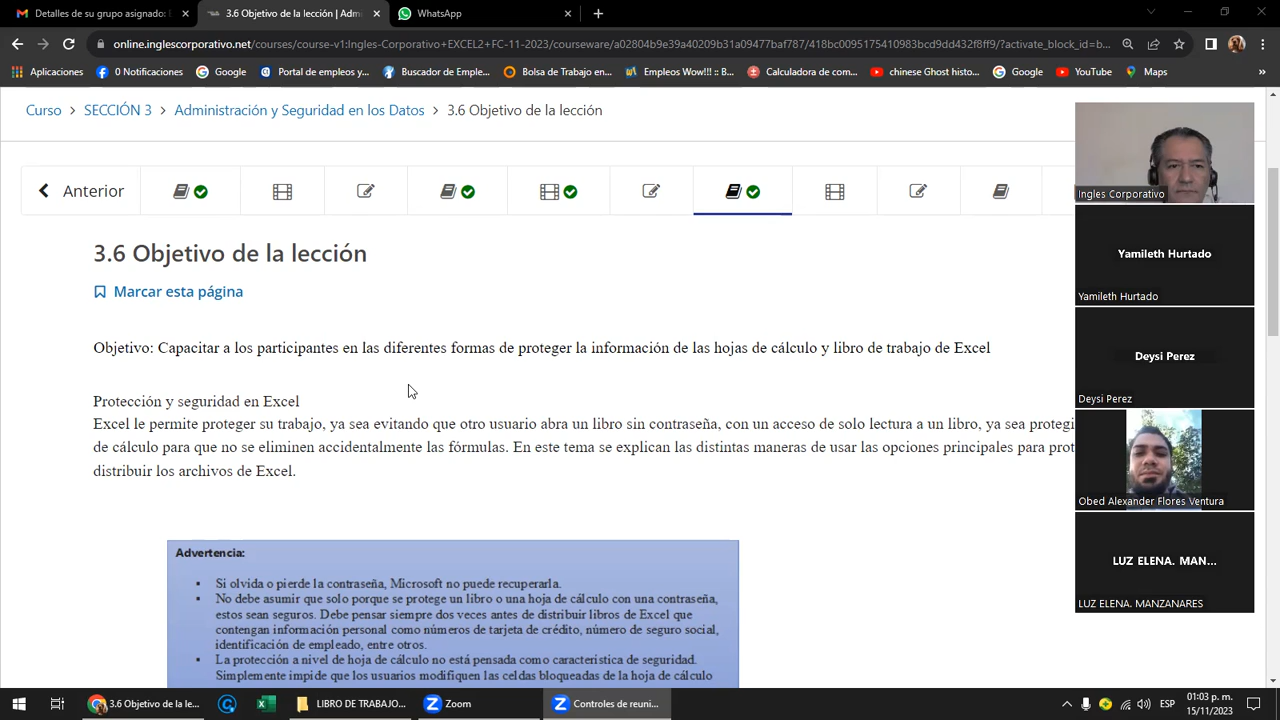 Detalles de su grupo asignado: E
3.6 Objetivo de la lección | Adm
WhatsApp
online.inglescorporativo.net/courses/course-v1:Ingles-Corporativo+EXCEL2+FC-11-2023/courseware/a02804b9e39a40209b31a09477baf787/418bc0095175410983bcd9dd432f8ff9/?activate_block_id=b...
Aplicaciones
0 Notificaciones
Google
Portal de empleos y...
Buscador de Emple...
Bolsa de Trabajo en...
Empleos Wow!!! :: B...
Calculadora de com...
chinese Ghost histo...
Google
YouTube
Maps
Curso > SECCIÓN 3 > Administración y Seguridad en los Datos > 3.6 Objetivo de la lección
Anterior
3.6 Objetivo de la lección
Marcar esta página
Objetivo: Capacitar a los participantes en las diferentes formas de proteger la información de las hojas de cálculo y libro de trabajo de Excel
Protección y seguridad en Excel
Excel le permite proteger su trabajo, ya sea evitando que otro usuario abra un libro sin contraseña, con un acceso de solo lectura a un libro, ya sea protegi
de cálculo para que no se eliminen accidentalmente las fórmulas. En este tema se explican las distintas maneras de usar las opciones principales para prot
distribuir los archivos de Excel.
Advertencia:
▪ Si olvida o pierde la contraseña, Microsoft no puede recuperarla.
▪ No debe asumir que solo porque se protege un libro o una hoja de cálculo con una contraseña,
estos sean seguros. Debe pensar siempre dos veces antes de distribuir libros de Excel que
contengan información personal como números de tarjeta de crédito, número de seguro social,
identificación de empleado, entre otros.
▪ La protección a nivel de hoja de cálculo no está pensada como característica de seguridad.
Simplemente impide que los usuarios modifiquen las celdas bloqueadas de la hoja de cálculo
Ingles Corporativo
Yamileth Hurtado
Yamileth Hurtado
Deysi Perez
Deysi Perez
Obed Alexander Flores Ventura
LUZ ELENA. MAN...
LUZ ELENA. MANZANARES
3.6 Objetivo de la le...
LIBRO DE TRABAJO...
Zoom
Controles de reuni...
ESP
01:03 p. m.
15/11/2023